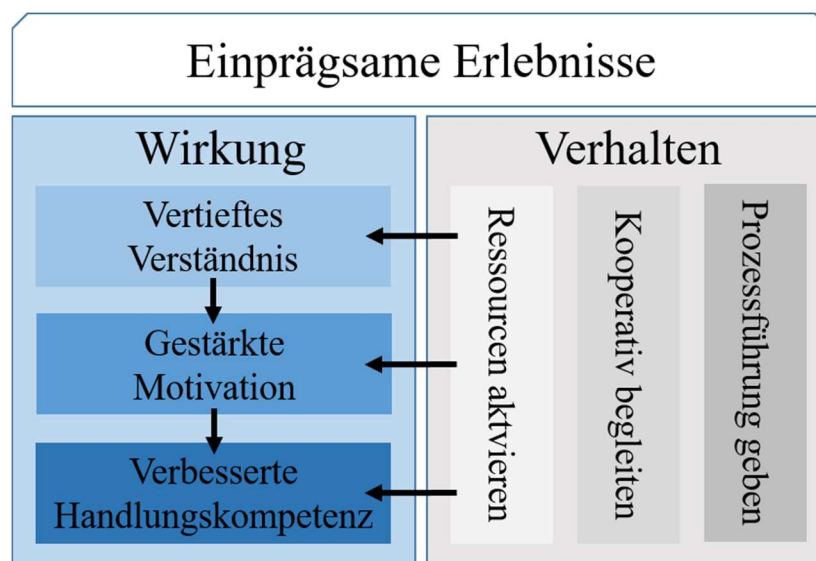 Einprägsame Erlebnisse
Wirkung
Vertieftes
Verständnis
Gestärkte
Motivation
Verbesserte
Handlungskompetenz
Verhalten
Ressourcen aktvieren
Kooperativ begleiten
Prozessführung geben